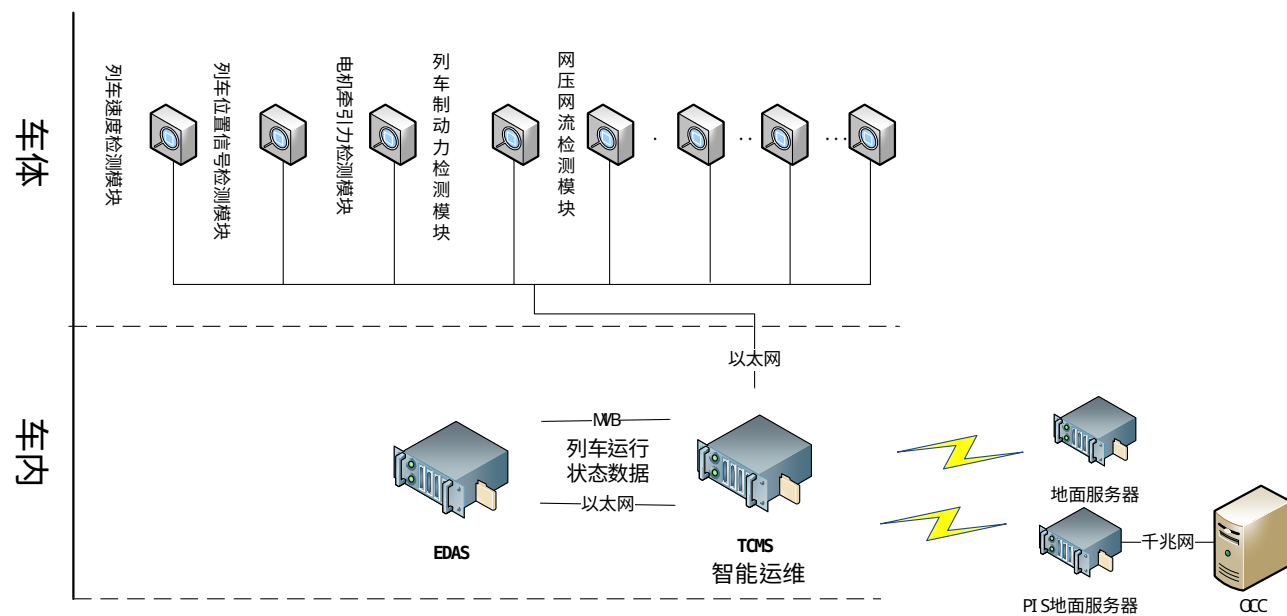 车体
列车速度检测模块
列车位置信号检测模块
电机牵引力检测模块
列车制动力检测模块
网压网流检测模块
·
··
···
以太网
车内
MVB
列车运行
状态数据
以太网
EDAS
TCMS
智能运维
地面服务器
千兆网
PIS地面服务器
OCC